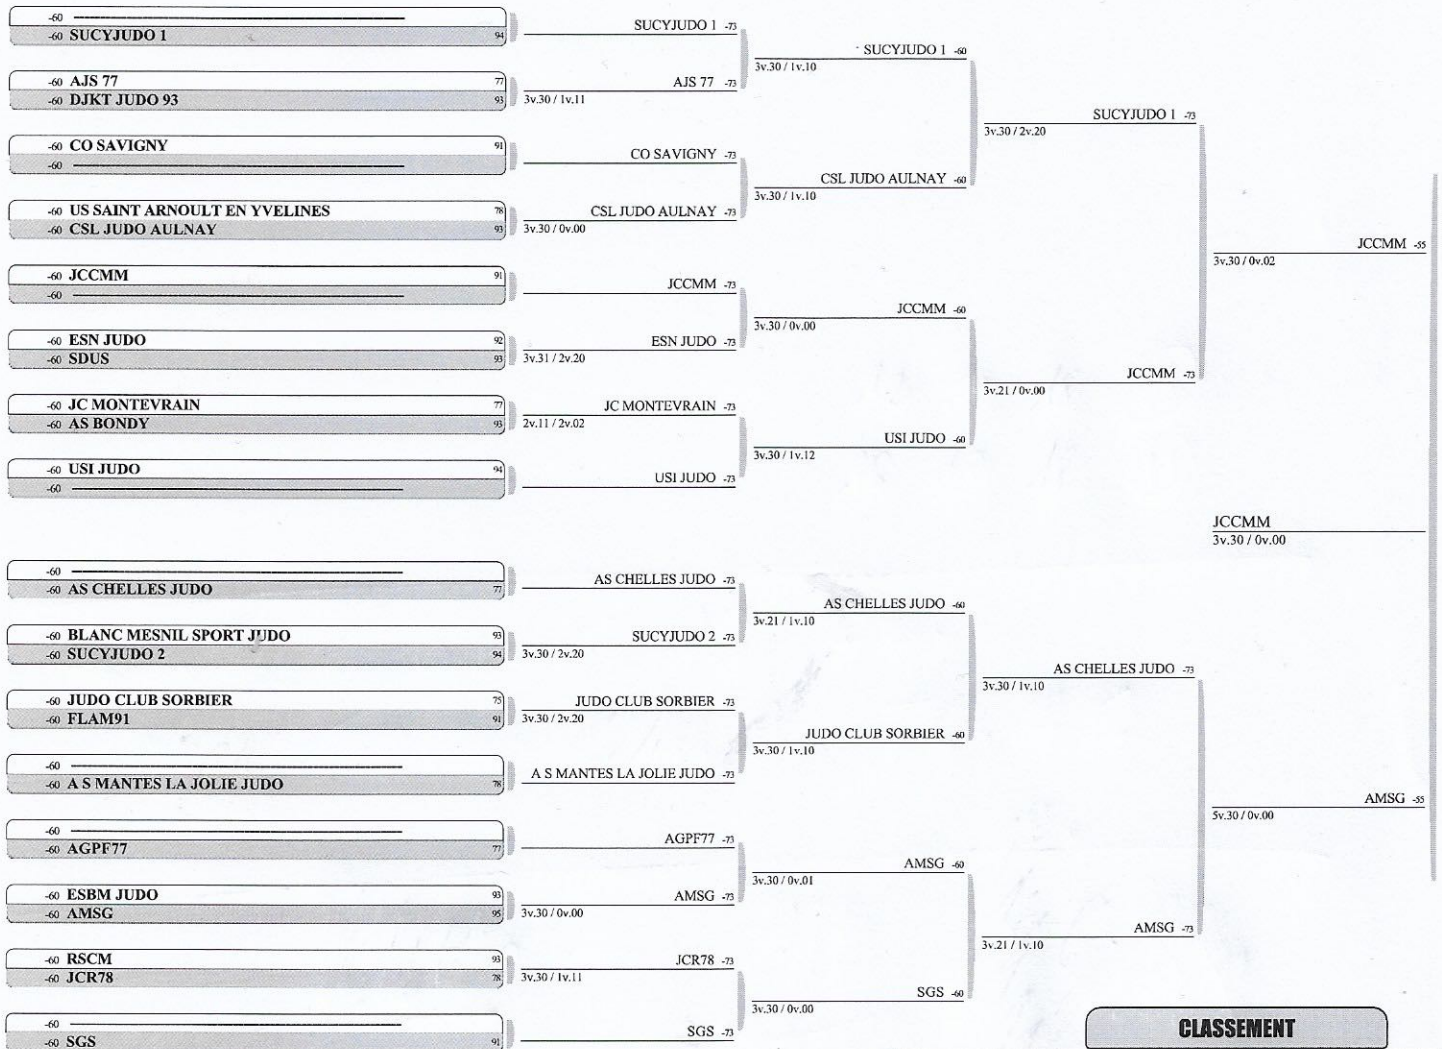 -60
-60 SUCYJUDO 1 94
-60 AJS 77 77
-60 DJKT JUDO 93 93
-60 CO SAVIGNY 91
-60
-60 US SAINT ARNOULT EN YVELINES 78
-60 CSL JUDO AULNAY 93
-60 JCCMM 91
-60
-60 ESN JUDO 92
-60 SDUS 93
-60 JC MONTEVRAIN 77
-60 AS BONDY 93
-60 USI JUDO 94
-60
-60
-60 AS CHELLES JUDO 77
-60 BLANC MESNIL SPORT JUDO 93
-60 SUCYJUDO 2 94
-60 JUDO CLUB SORBIER 75
-60 FLAM91 91
-60
-60 A S MANTES LA JOLIE JUDO 78
-60
-60 AGPF77 77
-60 ESBM JUDO 93
-60 AMSG 95
-60 RSCM 93
-60 JCR78 78
-60
-60 SGS 91
SUCYJUDO 1 -73
AJS 77 -73
3v.30 / 1v.11
CO SAVIGNY -73
CSL JUDO AULNAY -73
3v.30 / 0v.00
JCCMM -73
ESN JUDO -73
3v.31 / 2v.20
JC MONTEVRAIN -73
2v.11 / 2v.02
USI JUDO -73
AS CHELLES JUDO -73
SUCYJUDO 2 -73
3v.30 / 2v.20
JUDO CLUB SORBIER -73
3v.30 / 2v.20
A S MANTES LA JOLIE JUDO -73
AGPF77 -73
AMSG -73
3v.30 / 0v.00
JCR78 -73
3v.30 / 1v.11
SGS -73
SUCYJUDO 1 -60
3v.30 / 1v.10
CSL JUDO AULNAY -60
3v.30 / 1v.10
JCCMM -60
3v.30 / 0v.00
USI JUDO -60
3v.30 / 1v.12
AS CHELLES JUDO -60
3v.21 / 1v.10
JUDO CLUB SORBIER -60
3v.30 / 1v.10
AMSG -60
3v.30 / 0v.01
SGS -60
3v.30 / 0v.00
SUCYJUDO 1 -73
3v.30 / 2v.20
JCCMM -73
3v.21 / 0v.00
AS CHELLES JUDO -73
3v.30 / 1v.10
AMSG -73
3v.21 / 1v.10
JCCMM -55
3v.30 / 0v.02
JCCMM
3v.30 / 0v.00
AMSG -55
5v.30 / 0v.00
CLASSEMENT